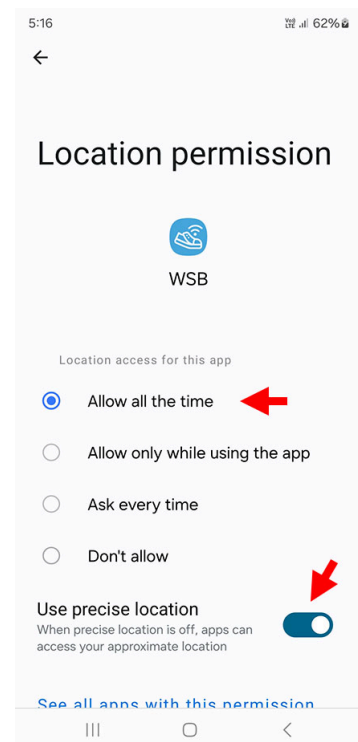 5:16 VoD LTE 62%
Location permission
WSB
Location access for this app
Allow all the time
Allow only while using the app
Ask every time
Don't allow
Use precise location
When precise location is off, apps can
access your approximate location
See all apps with this permission